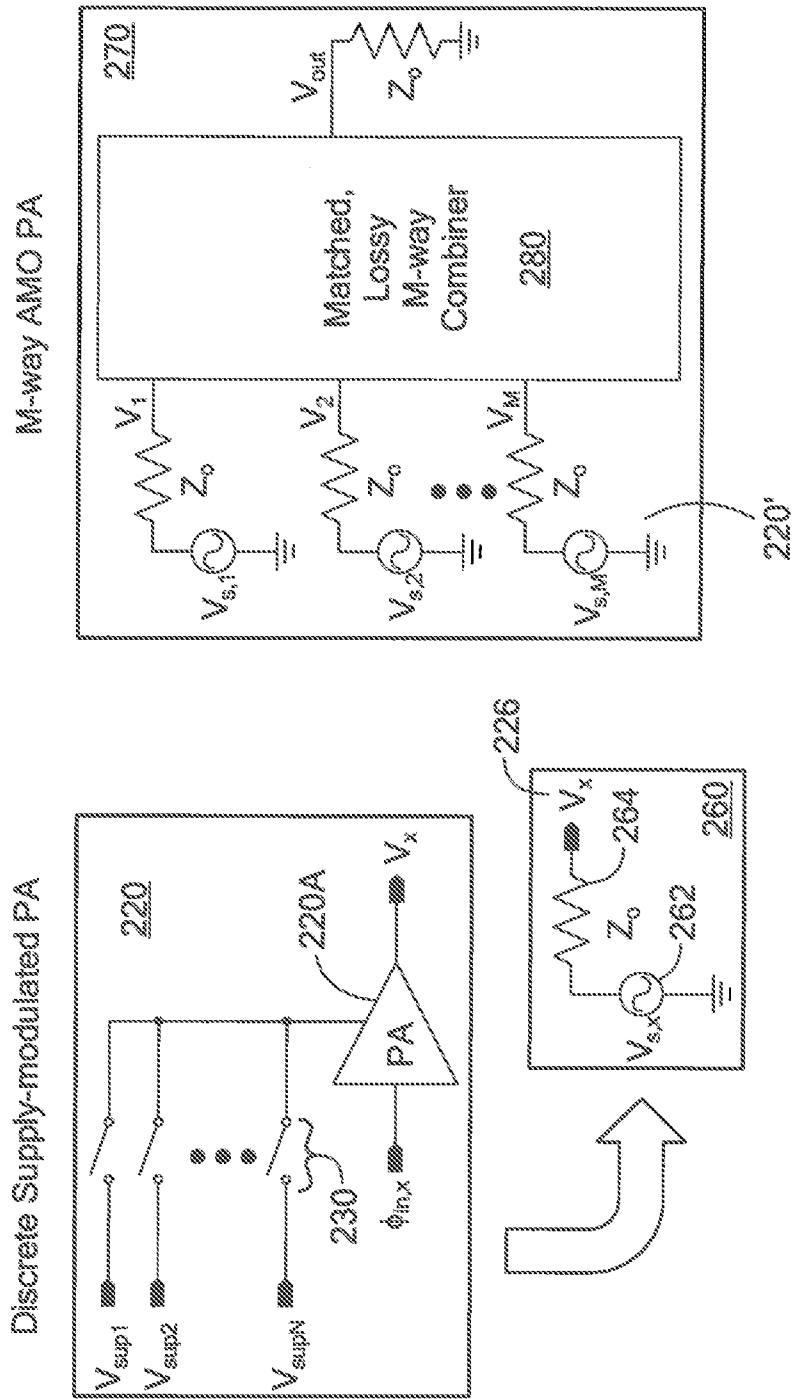 Discrete Supply-modulated PA
V_sup1
V_sup2
V_supN
230
220
220A
PA
ϕ_in,x
V_x
226
V_x
264
Z_o
262
V_s,x
260
M-way AMO PA
270
V_s,1
Z_o
V_1
V_s,2
Z_o
V_2
V_s,M
Z_o
V_M
Matched,
Lossy
M-way
Combiner
280
V_out
Z_o
220'